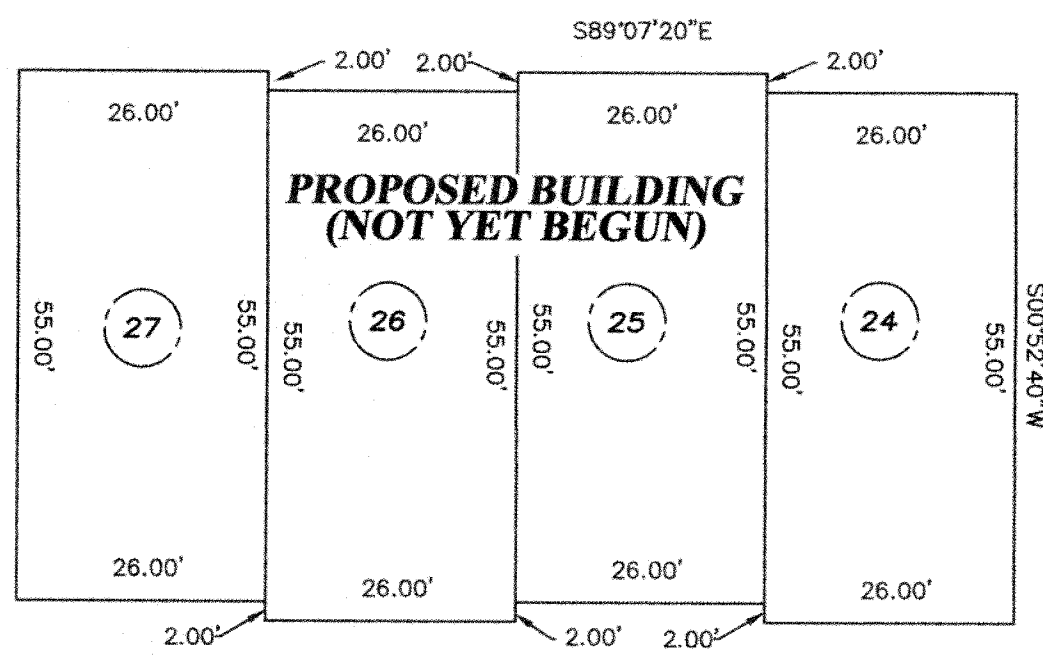 S89°07'20"E
2.00' 2.00' 2.00'
26.00' 26.00' 26.00' 26.00'
PROPOSED BUILDING
(NOT YET BEGUN)
55.00' 27 55.00' 55.00' 26 55.00' 55.00' 25 55.00' 55.00' 24 55.00' S00°52'40"W
26.00' 26.00' 26.00' 26.00'
2.00' 2.00' 2.00'